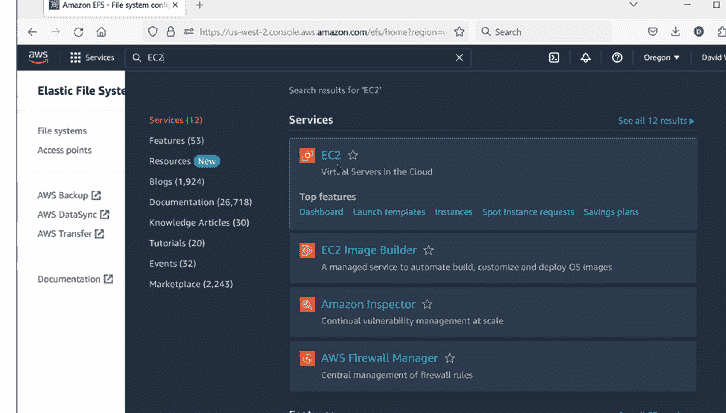 Amazon EFS - File system config
https://us-west-2.console.aws.amazon.com/efs/home?region=
Search
aws
Services
EC2
Oregon
David
Elastic File Syste
File systems
Access points
AWS Backup
AWS DataSync
AWS Transfer
Documentation
Search results for 'EC2'
Services (12)
Features (53)
Resources New
Blogs (1,924)
Documentation (26,718)
Knowledge Articles (30)
Tutorials (20)
Events (32)
Marketplace (2,243)
Services
See all 12 results
EC2
Virtual Servers in the Cloud
Top features
Dashboard Launch templates Instances Spot Instance requests Savings plans
EC2 Image Builder
A managed service to automate build, customize and deploy OS images
Amazon Inspector
Continual vulnerability management at scale
AWS Firewall Manager
Central management of firewall rules